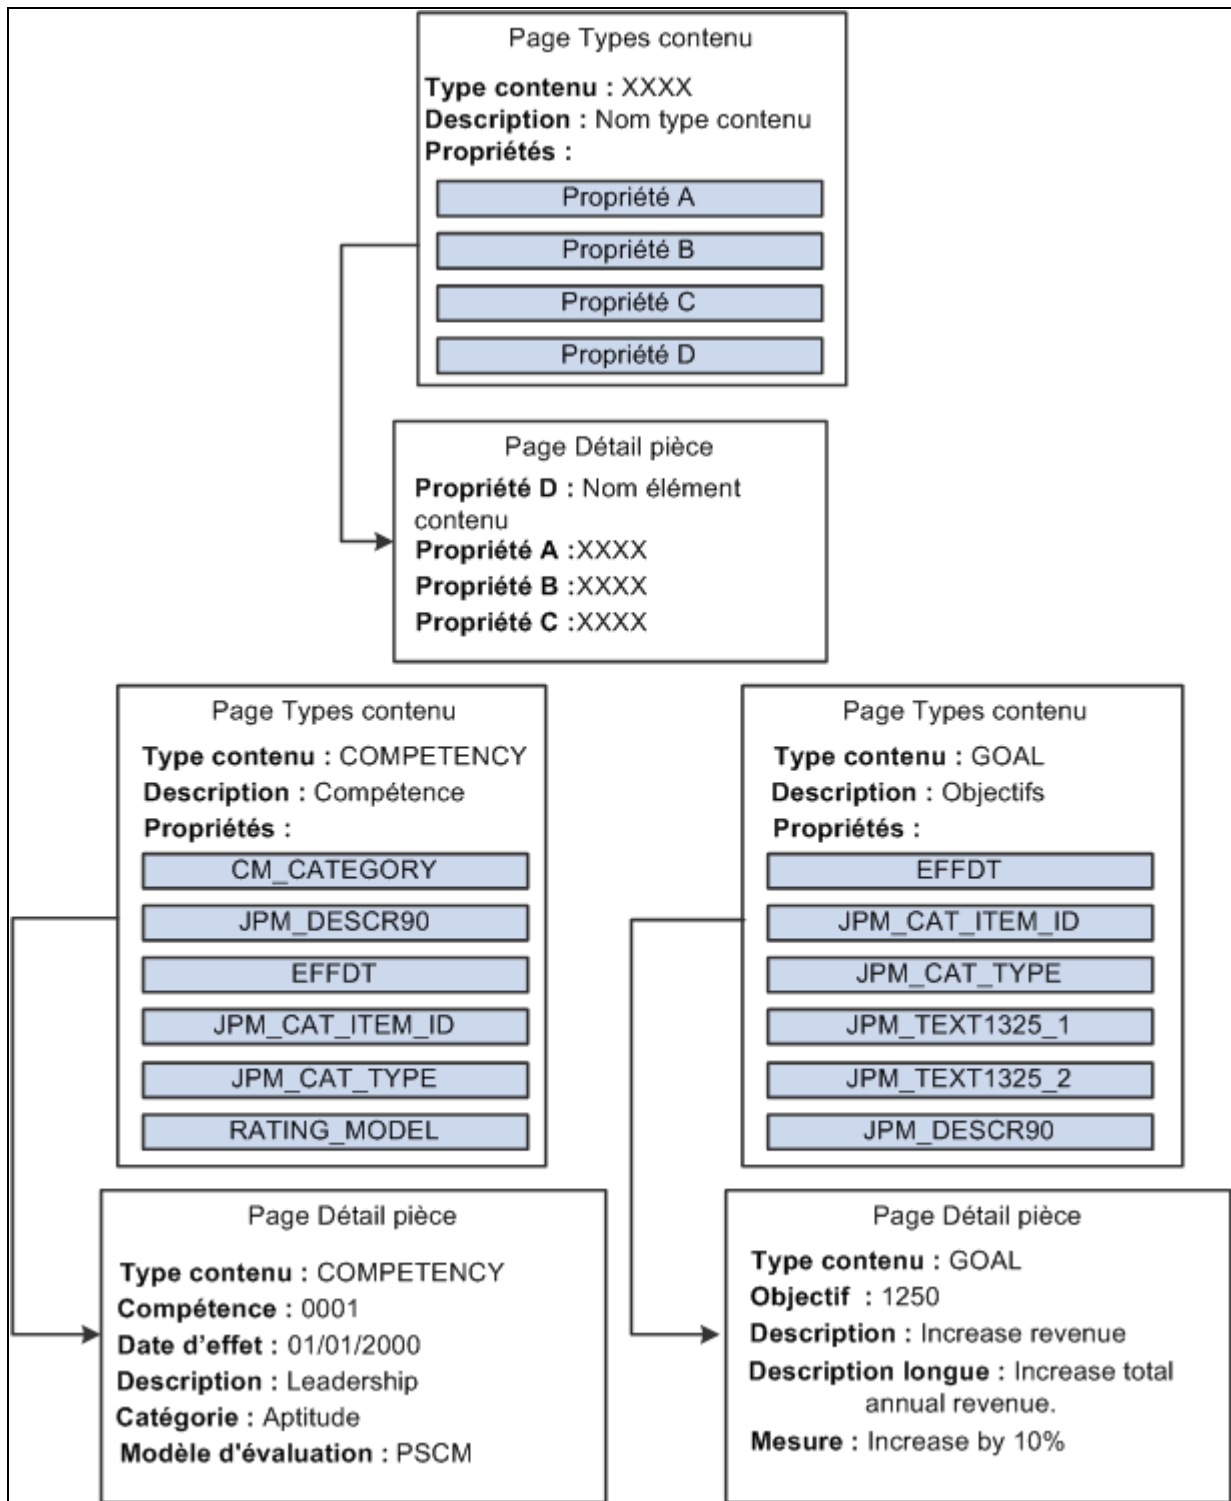 Page Types contenu
Type contenu : XXXX
Description : Nom type contenu
Propriétés :
Propriété A
Propriété B
Propriété C
Propriété D
Page Détail pièce
Propriété D : Nom élément
contenu
Propriété A :XXXX
Propriété B :XXXX
Propriété C :XXXX
Page Types contenu
Type contenu : COMPETENCY
Description : Compétence
Propriétés :
CM_CATEGORY
JPM_DESCR90
EFFDT
JPM_CAT_ITEM_ID
JPM_CAT_TYPE
RATING_MODEL
Page Détail pièce
Type contenu : COMPETENCY
Compétence : 0001
Date d'effet : 01/01/2000
Description : Leadership
Catégorie : Aptitude
Modèle d'évaluation : PSCM
Page Types contenu
Type contenu : GOAL
Description : Objectifs
Propriétés :
EFFDT
JPM_CAT_ITEM_ID
JPM_CAT_TYPE
JPM_TEXT1325_1
JPM_TEXT1325_2
JPM_DESCR90
Page Détail pièce
Type contenu : GOAL
Objectif : 1250
Description : Increase revenue
Description longue : Increase total
annual revenue.
Mesure : Increase by 10%